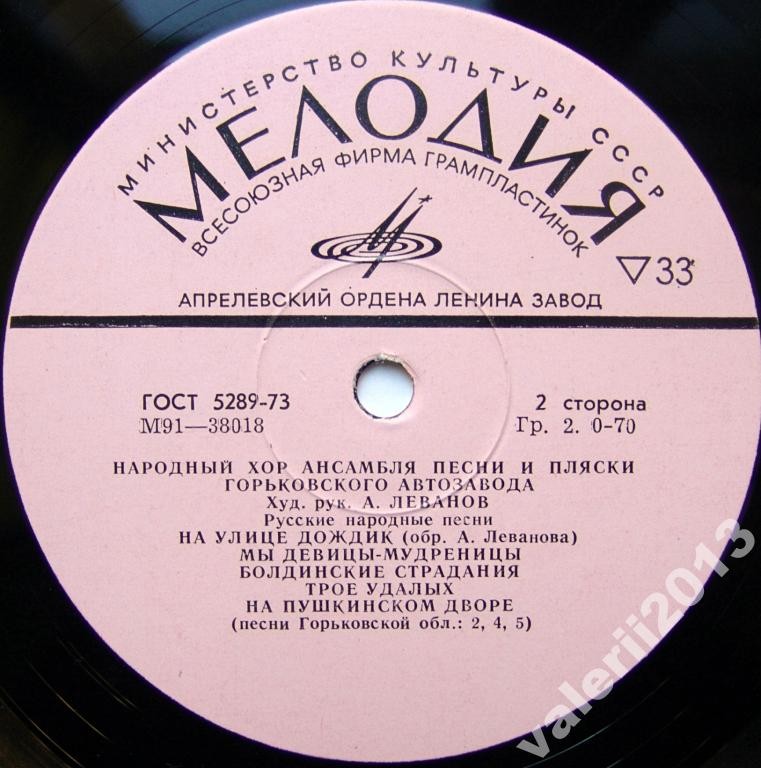 МИНИСТЕРСТВО КУЛЬТУРЫ СССР
МЕЛОДИЯ
ВСЕСОЮЗНАЯ ФИРМА ГРАМПЛАСТИНОК
33
АПРЕЛЕВСКИЙ ОРДЕНА ЛЕНИНА ЗАВОД
ГОСТ 5289-73
2 сторона
М91—38018
Гр. 2. 0-70
НАРОДНЫЙ ХОР АНСАМБЛЯ ПЕСНИ И ПЛЯСКИ
ГОРЬКОВСКОГО АВТОЗАВОДА
Худ. рук. А. ЛЕВАНОВ
Русские народные песни
НА УЛИЦЕ ДОЖДИК (обр. А. Леванова)
МЫ ДЕВИЦЫ-МУДРЕНИЦЫ
БОЛДИНСКИЕ СТРАДАНИЯ
ТРОЕ УДАЛЫХ
НА ПУШКИНСКОМ ДВОРЕ
(песни Горьковской обл.: 2, 4, 5)
valerii2013